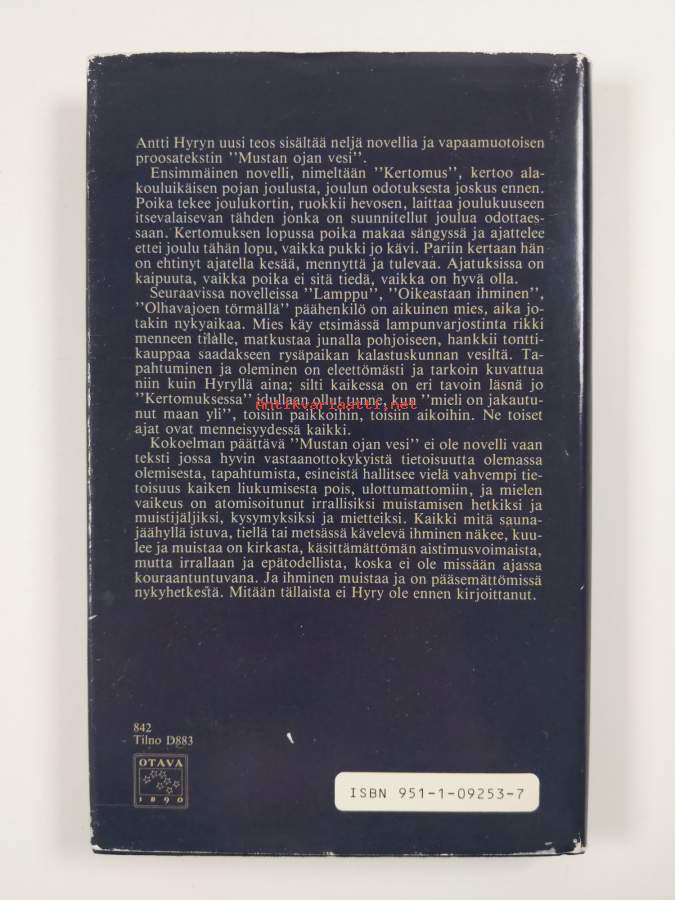 Antti Hyryn uusi teos sisältää neljä novellia ja vapaamuotoisen
proosatekstin "Mustan ojan vesi".
Ensimmäinen novelli, nimeltään "Kertomus", kertoo ala-
kouluikäisen pojan joulusta, joulun odotuksesta joskus ennen.
Poika tekee joulukortin, ruokkii hevosen, laittaa joulukuuseen
itsevalaisevan tähden jonka on suunnitellut joulua odottaes-
saan. Kertomuksen lopussa poika makaa sängyssä ja ajattelee
ettei joulu tähän lopu, vaikka pukki jo kävi. Pariin kertaan hän
on ehtinyt ajatella kesää, mennyttä ja tulevaa. Ajatuksissa on
kaipuuta, vaikka poika ei sitä tiedä, vaikka on hyvä olla.
Seuraavissa novelleissa "Lamppu", "Oikeastaan ihminen",
"Olhavajoen törmällä" päähenkilö on aikuinen mies, aika jo-
takin nykyaikaa. Mies käy etsimässä lampunvarjostinta rikki
menneen tilalle, matkustaa junalla pohjoiseen, hankkii tontti-
kauppaa saadakseen rysäpaikan kalastuskunnan vesiltä. Ta-
pahtuminen ja oleminen on eleettömästi ja tarkoin kuvattua
niin kuin Hyryllä aina; silti kaikessa on eri tavoin läsnä jo
"Kertomuksessa" idullaan ollut tunne, kun "mieli on jakautu-
antikvariaatti.net
nut maan yli", toisiin paikkoihin, toisiin aikoihin. Ne toiset
ajat ovat menneisyydessä kaikki.
Kokoelman päättävä "Mustan ojan vesi" ei ole novelli vaan
teksti jossa hyvin vastaanottokykyistä tietoisuutta olemassa
olemisesta, tapahtumista, esineistä hallitsee vielä vahvempi tie-
toisuus kaiken liukumisesta pois, ulottumattomiin, ja mielen
vaikeus on atomisoitunut irrallisiksi muistamisen hetkiksi ja
muistijäljiksi, kysymyksiksi ja mietteiksi. Kaikki mitä sauna-
jäähyllä istuva, tiellä tai metsässä kävelevä ihminen näkee, kuu-
lee ja muistaa on kirkasta, käsittämättömän aistimusvoimaista,
mutta irrallaan ja epätodellista, koska ei ole missään ajassa
kouraantuntuvana. Ja ihminen muistaa ja on pääsemättömissä
nykyhetkestä. Mitään tällaista ei Hyry ole ennen kirjoittanut.
842
Tilno D883
OTAVA
1890
ISBN 951-1-09253-7